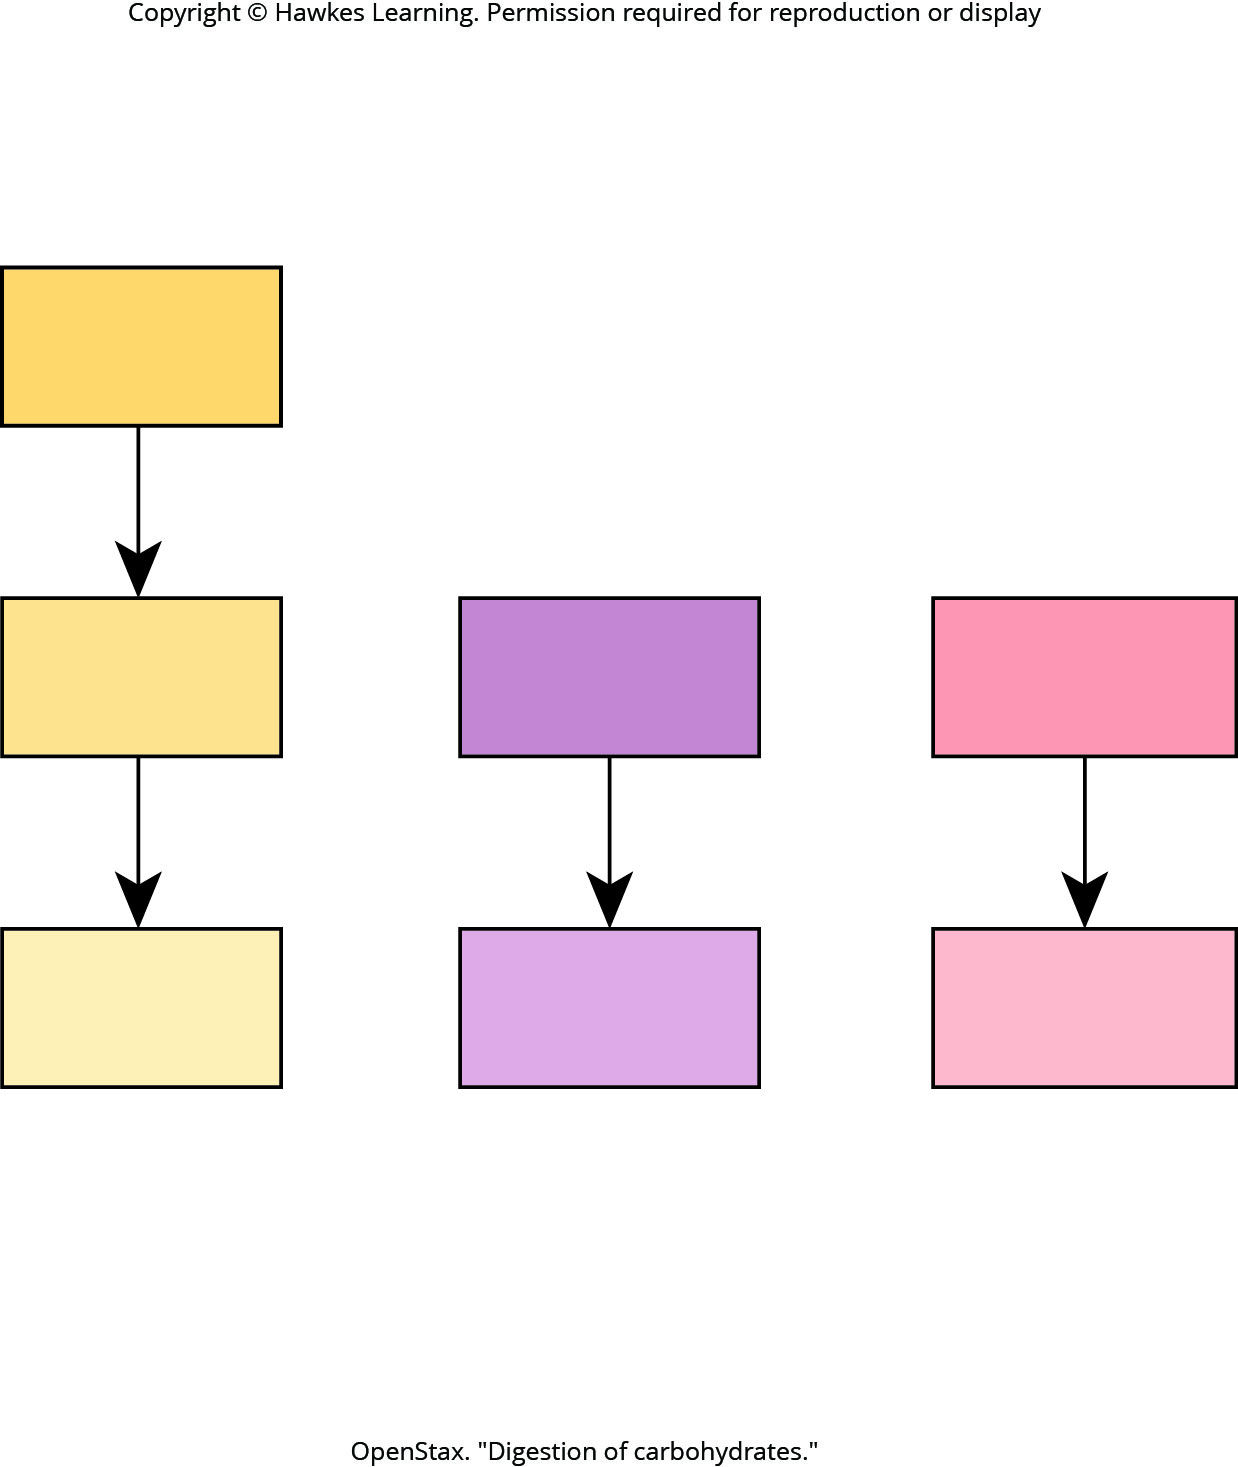 Copyright © Hawkes Learning. Permission required for reproduction or display
OpenStax. "Digestion of carbohydrates."